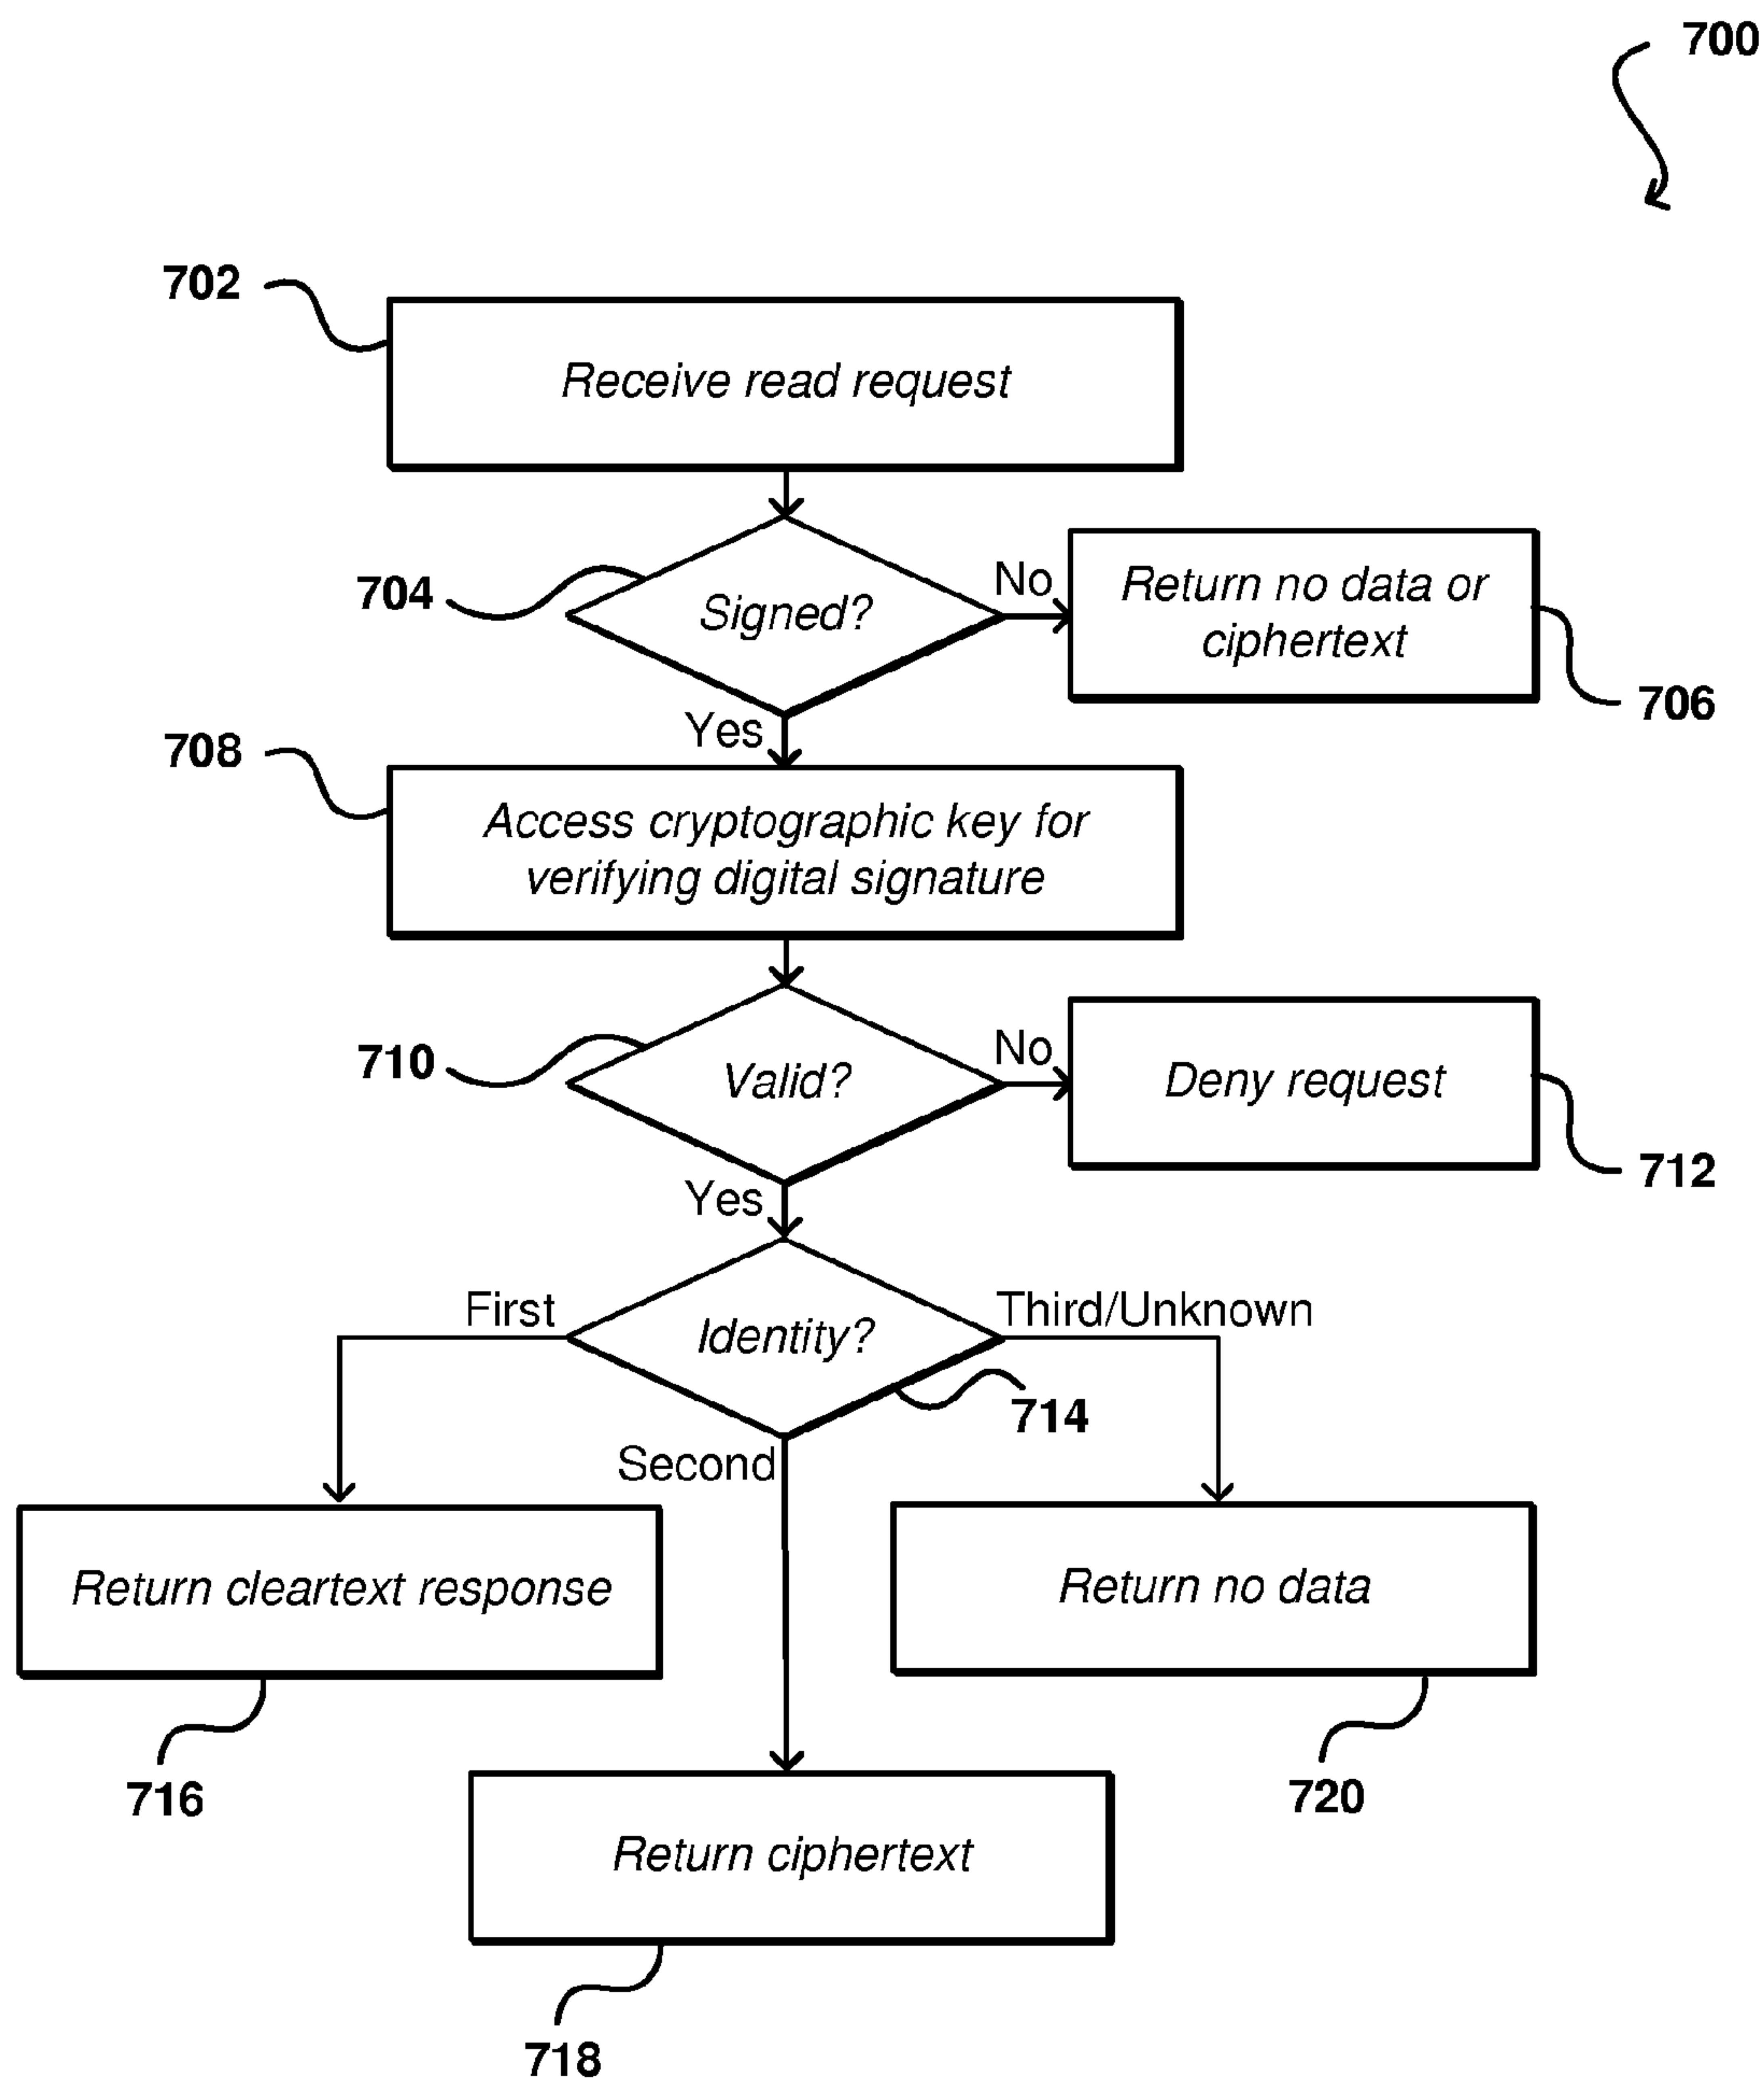 700
702
Receive read request
704
Signed?
No
Return no data or
ciphertext
706
Yes
708
Access cryptographic key for
verifying digital signature
710
Valid?
No
Deny request
712
Yes
First
Identity?
Third/Unknown
714
Second
Return cleartext response
Return no data
716
720
Return ciphertext
718